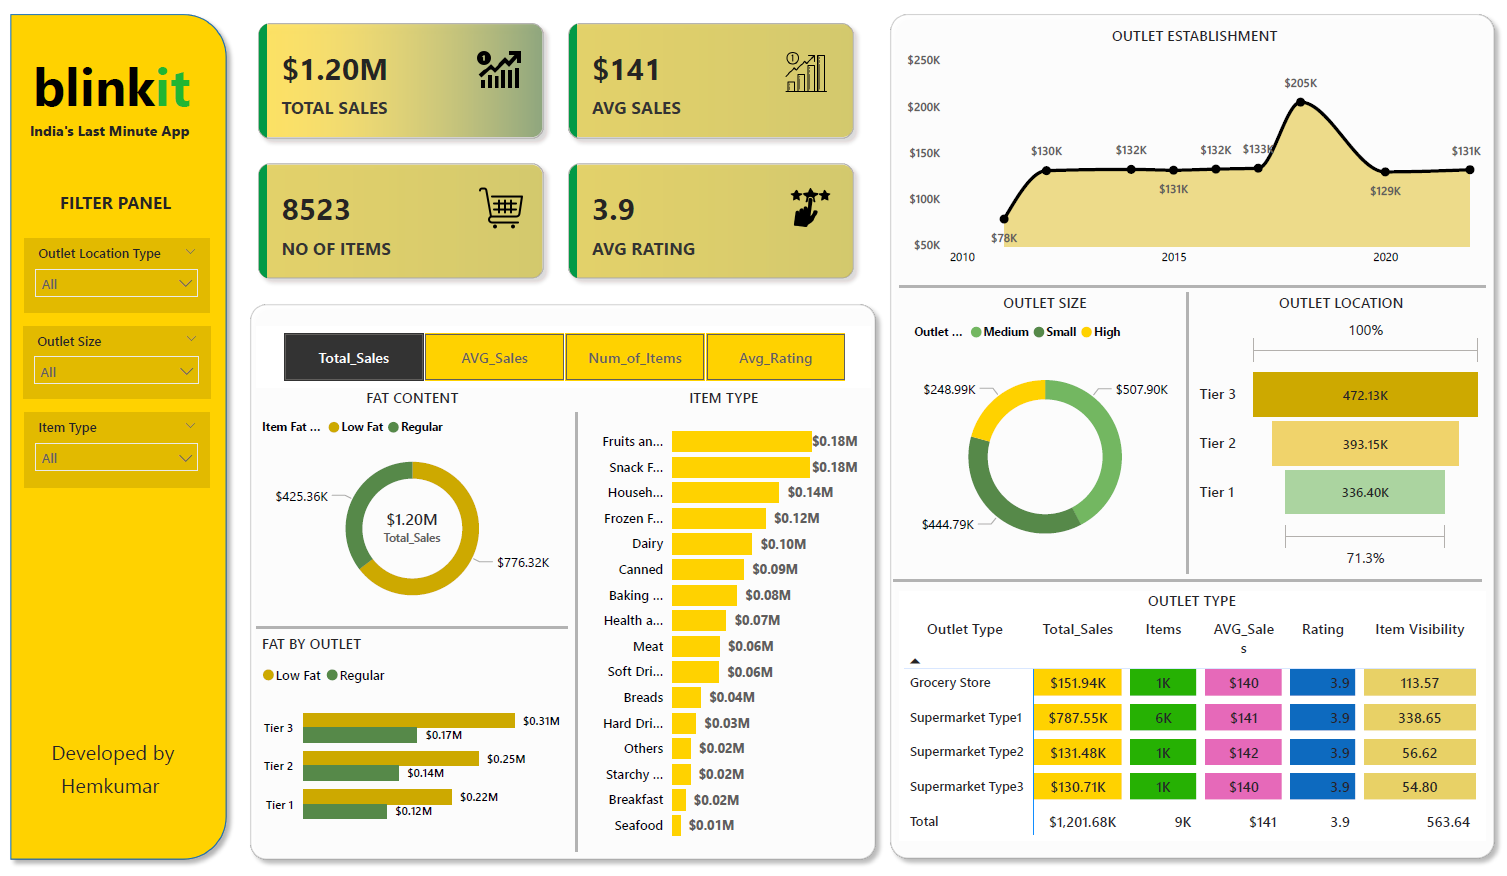 blinkit
India's Last Minute App
FILTER PANEL
Outlet Location Type
All
Outlet Size
All
Item Type
All
Developed by
Hemkumar
$1.20M
TOTAL SALES
$141
AVG SALES
8523
NO OF ITEMS
3.9
AVG RATING
Total_Sales
AVG_Sales
Num_of_Items
Avg_Rating
FAT CONTENT
Item Fat ... Low Fat Regular
$425.36K
$1.20M
Total_Sales
$776.32K
FAT BY OUTLET
Low Fat Regular
Tier 3
$0.31M
$0.17M
Tier 2
$0.25M
$0.14M
Tier 1
$0.22M
$0.12M
ITEM TYPE
Fruits an... $0.18M
Snack F... $0.18M
Househ... $0.14M
Frozen F... $0.12M
Dairy $0.10M
Canned $0.09M
Baking ... $0.08M
Health a... $0.07M
Meat $0.06M
Soft Dri... $0.06M
Breads $0.04M
Hard Dri... $0.03M
Others $0.02M
Starchy ... $0.02M
Breakfast $0.02M
Seafood $0.01M
OUTLET ESTABLISHMENT
$250K
$200K
$150K
$100K
$50K
$78K
$130K
$132K
$131K
$132K
$133K
$205K
$129K
$131K
2010 2015 2020
OUTLET SIZE
Outlet ... Medium Small High
$248.99K
$507.90K
$444.79K
OUTLET LOCATION
100%
Tier 3 472.13K
Tier 2 393.15K
Tier 1 336.40K
71.3%
OUTLET TYPE
Outlet Type Total_Sales Items AVG_Sale Rating Item Visibility
s
Grocery Store $151.94K 1K $140 3.9 113.57
Supermarket Type1 $787.55K 6K $141 3.9 338.65
Supermarket Type2 $131.48K 1K $142 3.9 56.62
Supermarket Type3 $130.71K 1K $140 3.9 54.80
Total $1,201.68K 9K $141 3.9 563.64